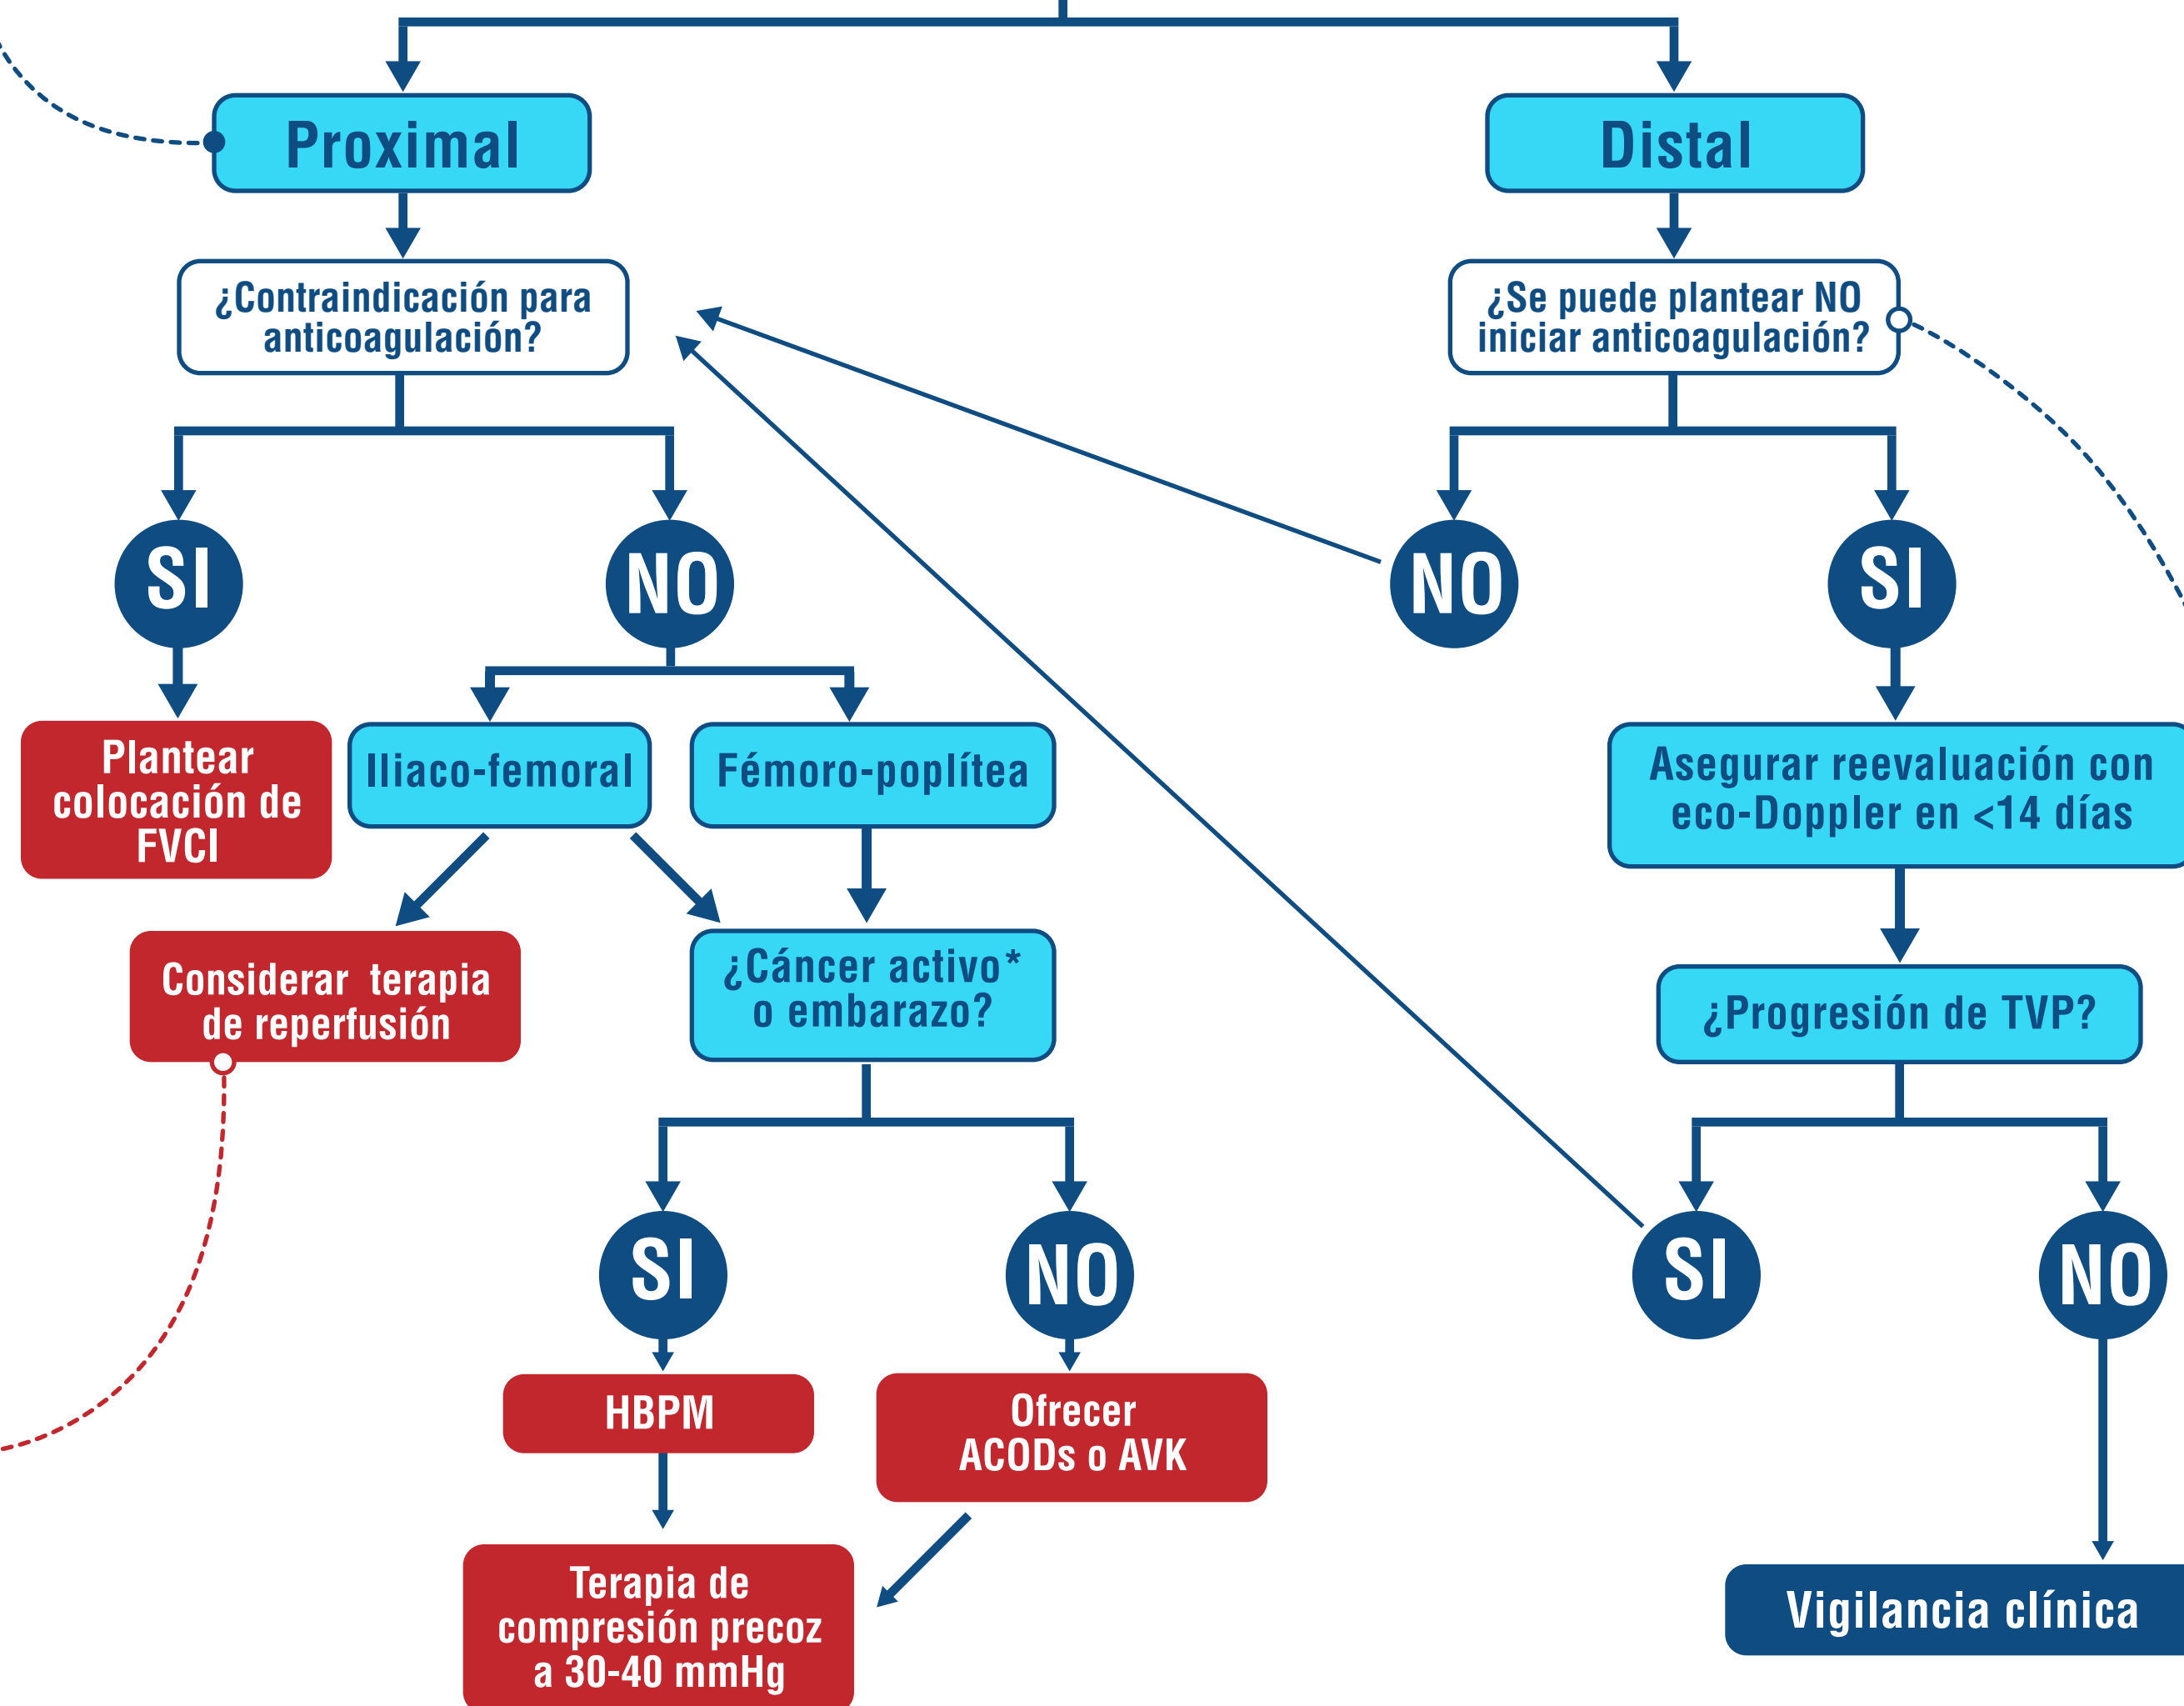 Proximal
Distal
¿Contraindicación para
anticoagulación?
¿Se puede plantear NO
iniciar anticoagulación?
SI
NO
NO
SI
Plantear
colocación de
FVCI
Iliaco-femoral
Fémoro-poplítea
Asegurar reevaluación con
eco-Doppler en <14 días
Considerar terapia
de reperfusión
¿Cáncer activo*
o embarazo?
¿Progresión de TVP?
SI
NO
SI
NO
HBPM
Ofrecer
ACODs o AVK
Terapia de
compresión precoz
a 30-40 mmHg
Vigilancia clínica